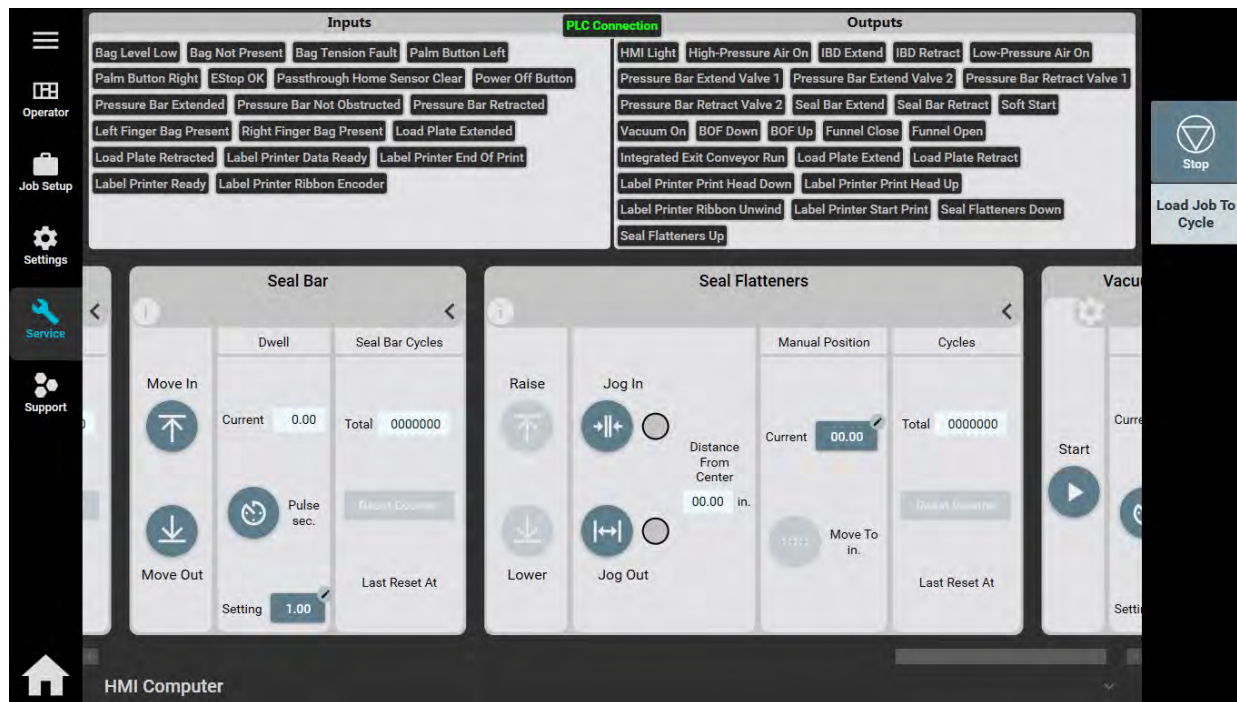 Inputs
PLC Connection
Outputs
Bag Level Low Bag Not Present Bag Tension Fault Palm Button Left
Palm Button Right EStop OK Passthrough Home Sensor Clear Power Off Button
Pressure Bar Extended Pressure Bar Not Obstructed Pressure Bar Retracted
Left Finger Bag Present Right Finger Bag Present Load Plate Extended
Load Plate Retracted Label Printer Data Ready Label Printer End Of Print
Label Printer Ready Label Printer Ribbon Encoder
HMI Light High-Pressure Air On IBD Extend IBD Retract Low-Pressure Air On
Pressure Bar Extend Valve 1 Pressure Bar Extend Valve 2 Pressure Bar Retract Valve 1
Pressure Bar Retract Valve 2 Seal Bar Extend Seal Bar Retract Soft Start
Vacuum On BOF Down BOF Up Funnel Close Funnel Open
Integrated Exit Conveyor Run Load Plate Extend Load Plate Retract
Label Printer Print Head Down Label Printer Print Head Up
Label Printer Ribbon Unwind Label Printer Start Print Seal Flatteners Down
Seal Flatteners Up
Operator
Job Setup
Settings
Service
Support
Stop
Load Job To
Cycle
Seal Bar
Move In
Move Out
Dwell
Current 0.00
Pulse
sec.
Setting 1.00
Seal Bar Cycles
Total 0000000
Reset Counter
Last Reset At
Seal Flatteners
Raise
Lower
Jog In
Jog Out
Distance
From
Center
00.00 in.
Manual Position
Current 00.00
Move To
in.
Cycles
Total 0000000
Reset Counter
Last Reset At
Vacu
Start
Curre
Setti
HMI Computer